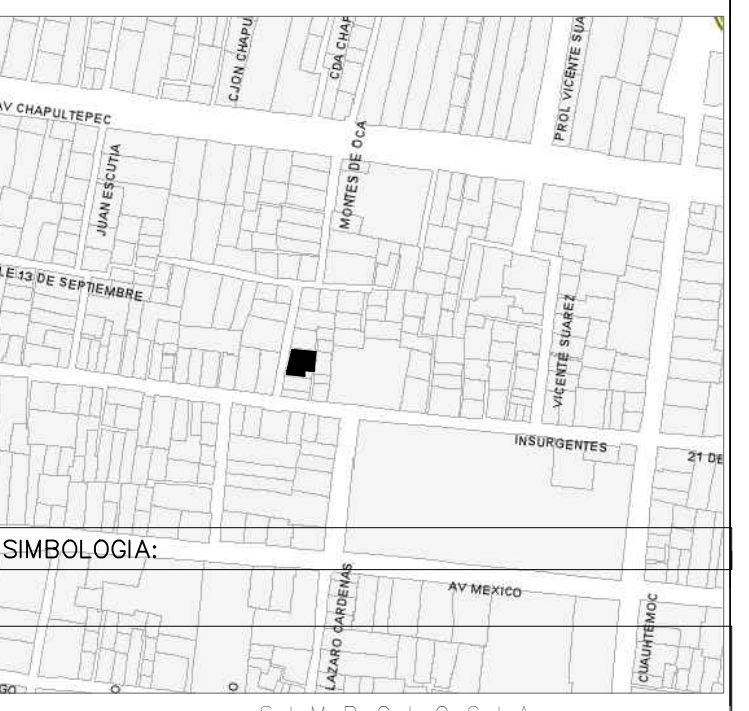 CJON CHAPU
CDA CHAP
PROL VICENTE SUA
AV CHAPULTEPEC
MONTES DE OCA
JUAN ESCUTIA
LE 13 DE SEPTIEMBRE
VICENTE SUAREZ
INSURGENTES
21 DE
SIMBOLOGIA:
AV MEXICO
LAZARO CARDENAS
CUAUHTEMOC
GO
O
O
S I M B O L O G I A